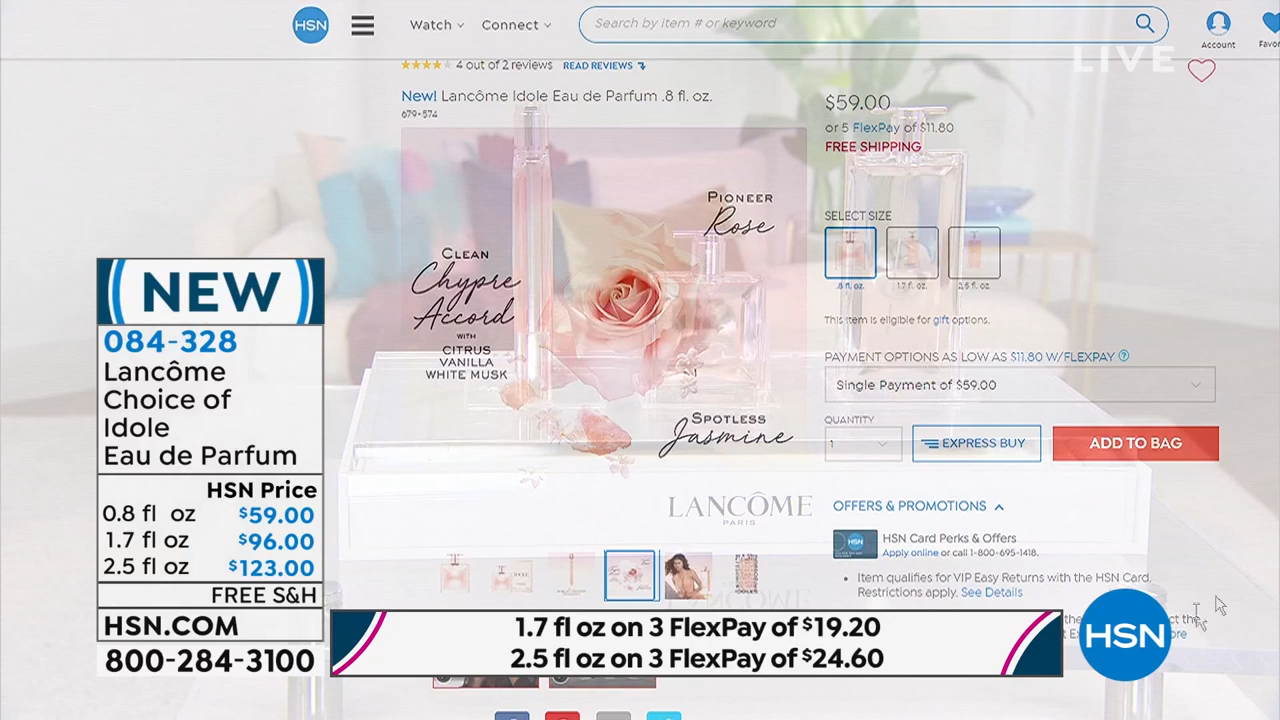 HSN
Watch
Connect
Search by item # or keyword
Account
LIVE
4 out of 2 reviews
READ REVIEWS
New! Lancôme Idole Eau de Parfum .8 fl. oz.
679-574
$59.00
or 5 FlexPay of $11.80
FREE SHIPPING
PIONEER
Rose
CLEAN
Chypre
Accord
WITH
CITRUS
VANILLA
WHITE MUSK
SPOTLESS
Jasmine
LANCÔME
PARIS
SELECT SIZE
.8 fl. oz.
1.7 fl. oz.
2.5 fl. oz.
This item is eligible for gift options.
PAYMENT OPTIONS AS LOW AS $11.80 W/FLEXPAY
Single Payment of $59.00
QUANTITY
1
EXPRESS BUY
ADD TO BAG
OFFERS & PROMOTIONS
HSN
HSN Card Perks & Offers
Apply online or call 1-800-695-1418.
Item qualifies for VIP Easy Returns with the HSN Card.
Restrictions apply. See Details
NEW
084-328
Lancôme
Choice of
Idole
Eau de Parfum
HSN Price
0.8 fl oz $59.00
1.7 fl oz $96.00
2.5 fl oz $123.00
FREE S&H
HSN.COM
800-284-3100
1.7 fl oz on 3 FlexPay of $19.20
2.5 fl oz on 3 FlexPay of $24.60
HSN